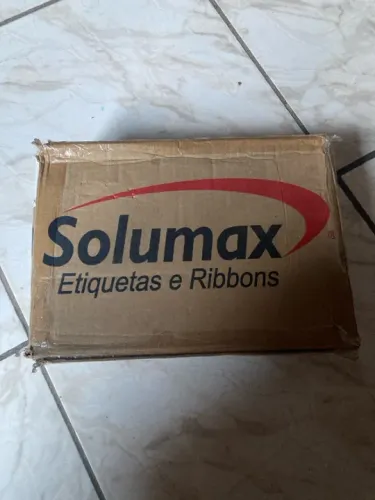 Solumax
®
Etiquetas e Ribbons